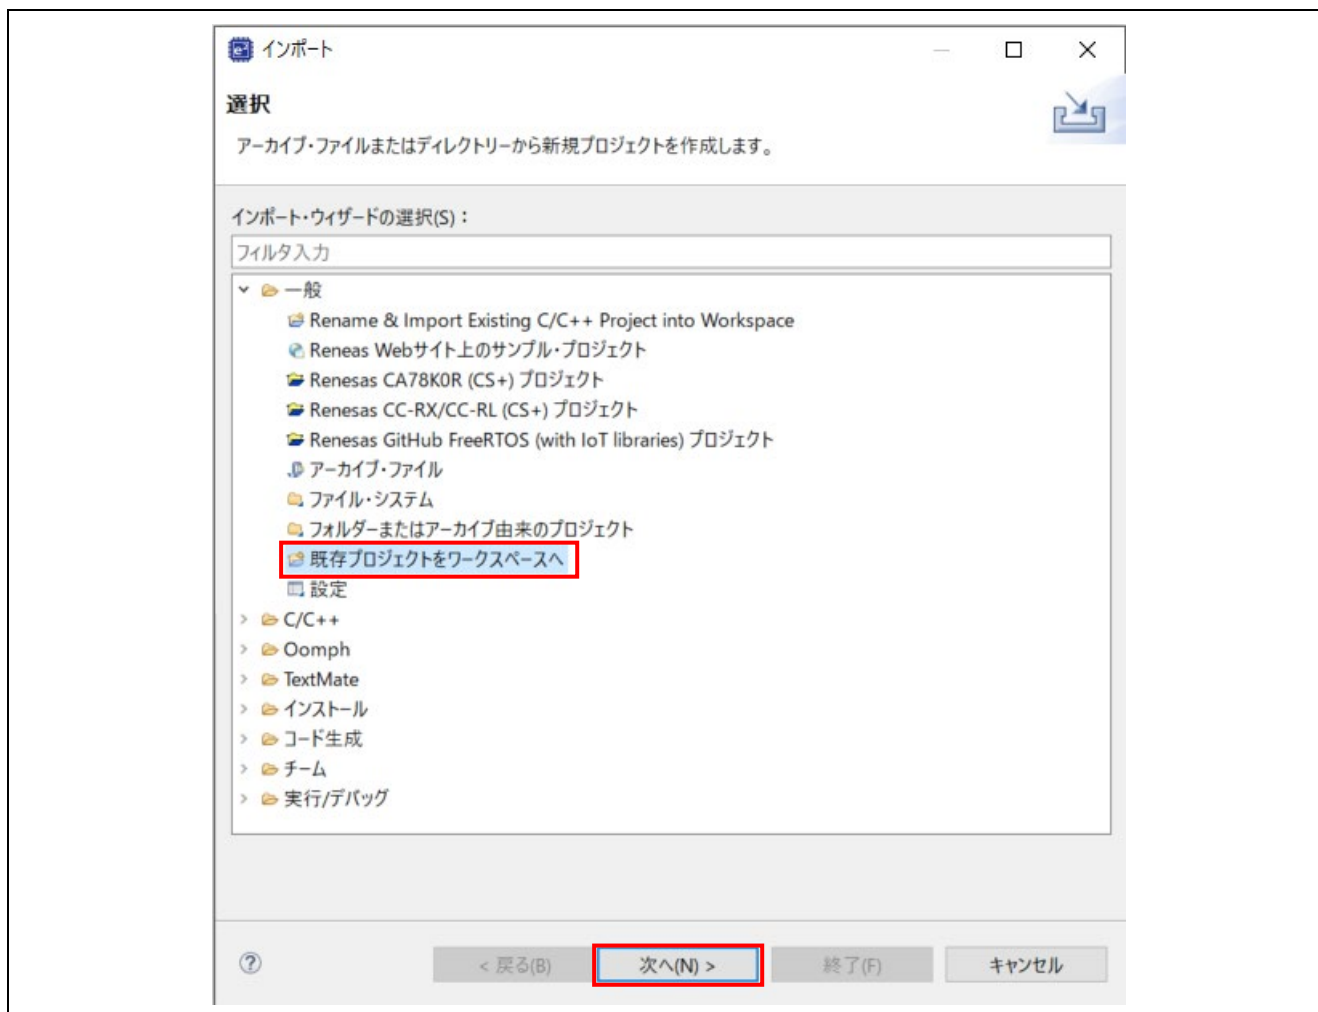 インポート
選択
アーカイブ・ファイルまたはディレクトリーから新規プロジェクトを作成します。
インポート・ウィザードの選択(S)：
フィルタ入力
一般
Rename & Import Existing C/C++ Project into Workspace
Reneas Webサイト上のサンプル・プロジェクト
Renesas CA78K0R (CS+) プロジェクト
Renesas CC-RX/CC-RL (CS+) プロジェクト
Renesas GitHub FreeRTOS (with IoT libraries) プロジェクト
アーカイブ・ファイル
ファイル・システム
フォルダーまたはアーカイブ由来のプロジェクト
既存プロジェクトをワークスペースへ
設定
C/C++
Oomph
TextMate
インストール
コード生成
チーム
実行/デバッグ
< 戻る(B) 次へ(N) > 終了(F) キャンセル